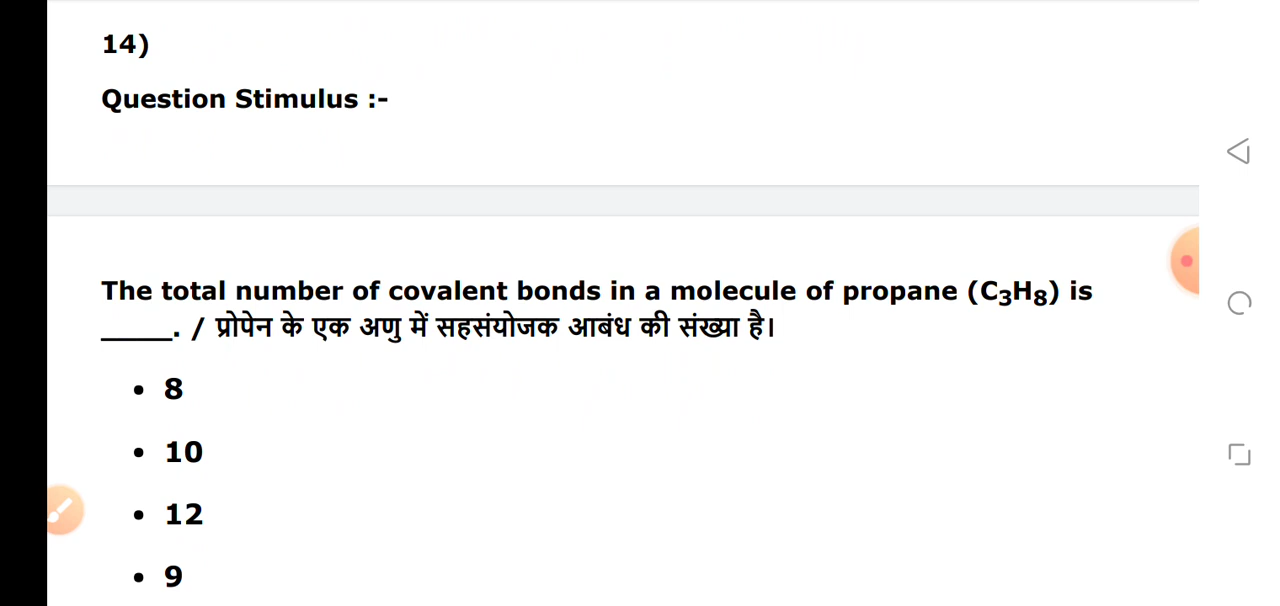 14)
Question Stimulus :-
The total number of covalent bonds in a molecule of propane (C₃H₈) is
_____. / प्रोपेन के एक अणु में सहसंयोजक आबंध की संख्या है।
• 8
• 10
• 12
• 9